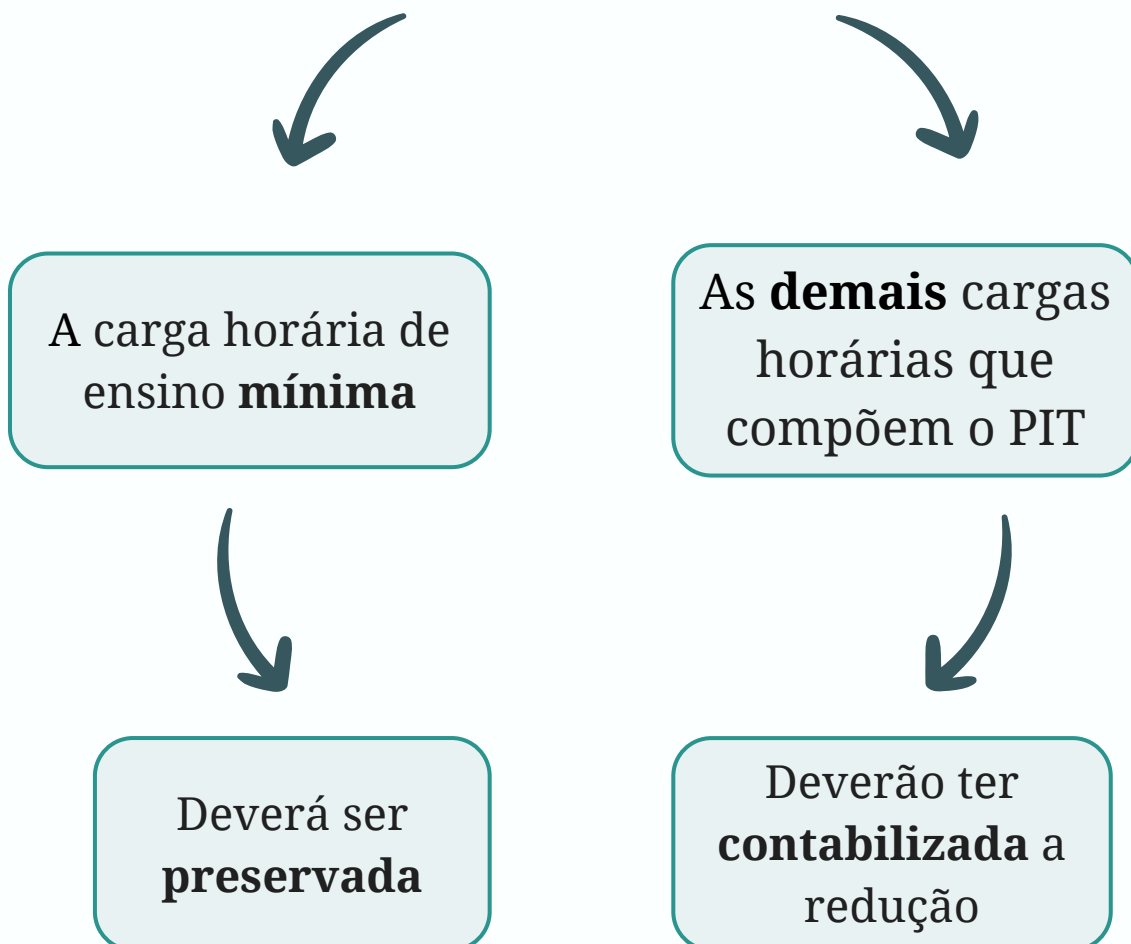 A carga horária de
ensino mínima
As demais cargas
horárias que
compõem o PIT
Deverá ser
preservada
Deverão ter
contabilizada a
redução